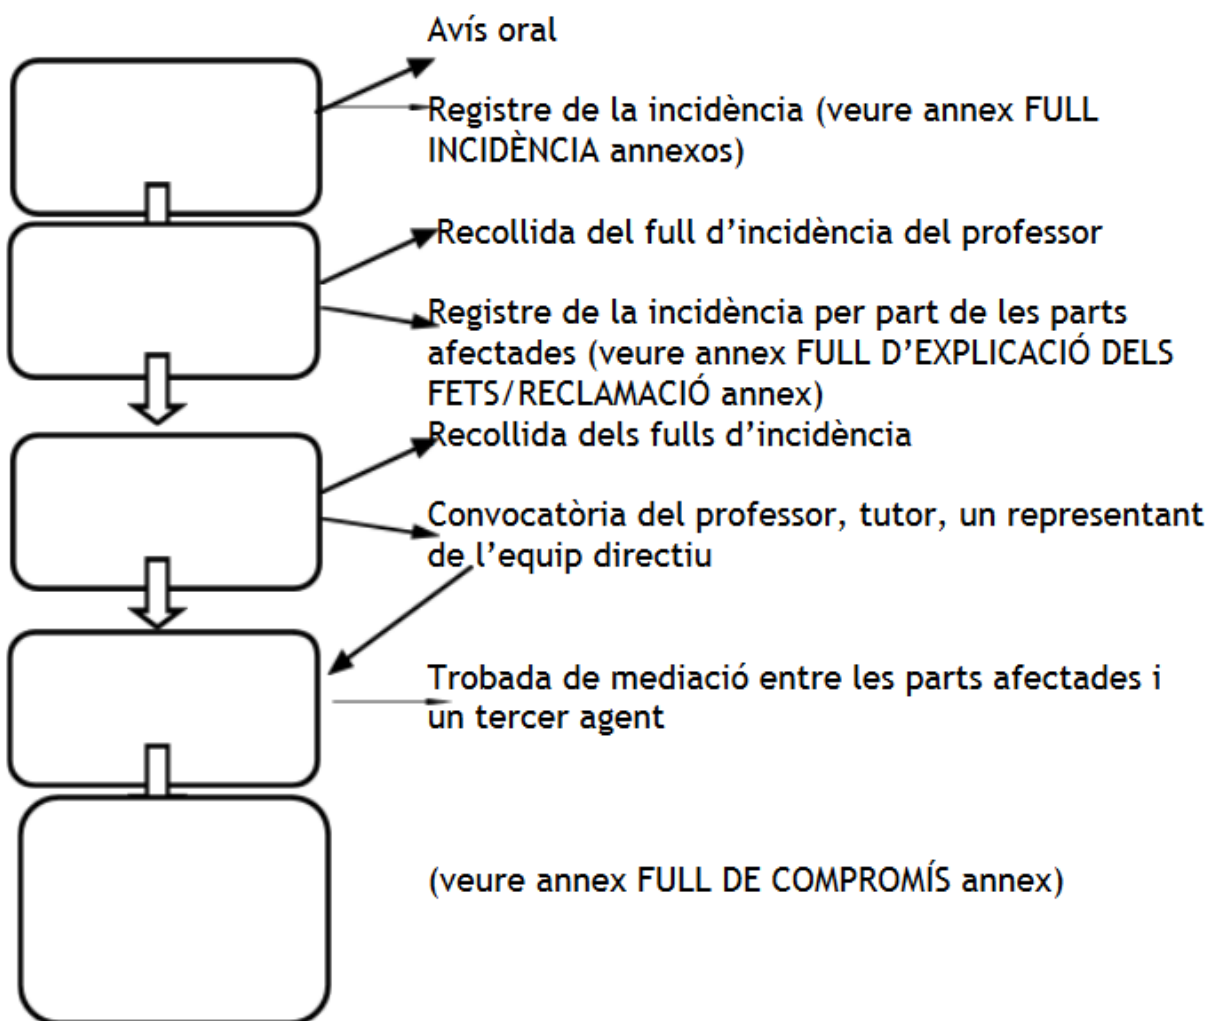 Avís oral
Registre de la incidència (veure annex FULL
INCIDÈNCIA annexos)
Recollida del full d’incidència del professor
Registre de la incidència per part de les parts
afectades (veure annex FULL D’EXPLICACIÓ DELS
FETS/RECLAMACIÓ annex)
Recollida dels fulls d’incidència
Convocatòria del professor, tutor, un representant
de l’equip directiu
Trobada de mediació entre les parts afectades i
un tercer agent
(veure annex FULL DE COMPROMÍS annex)